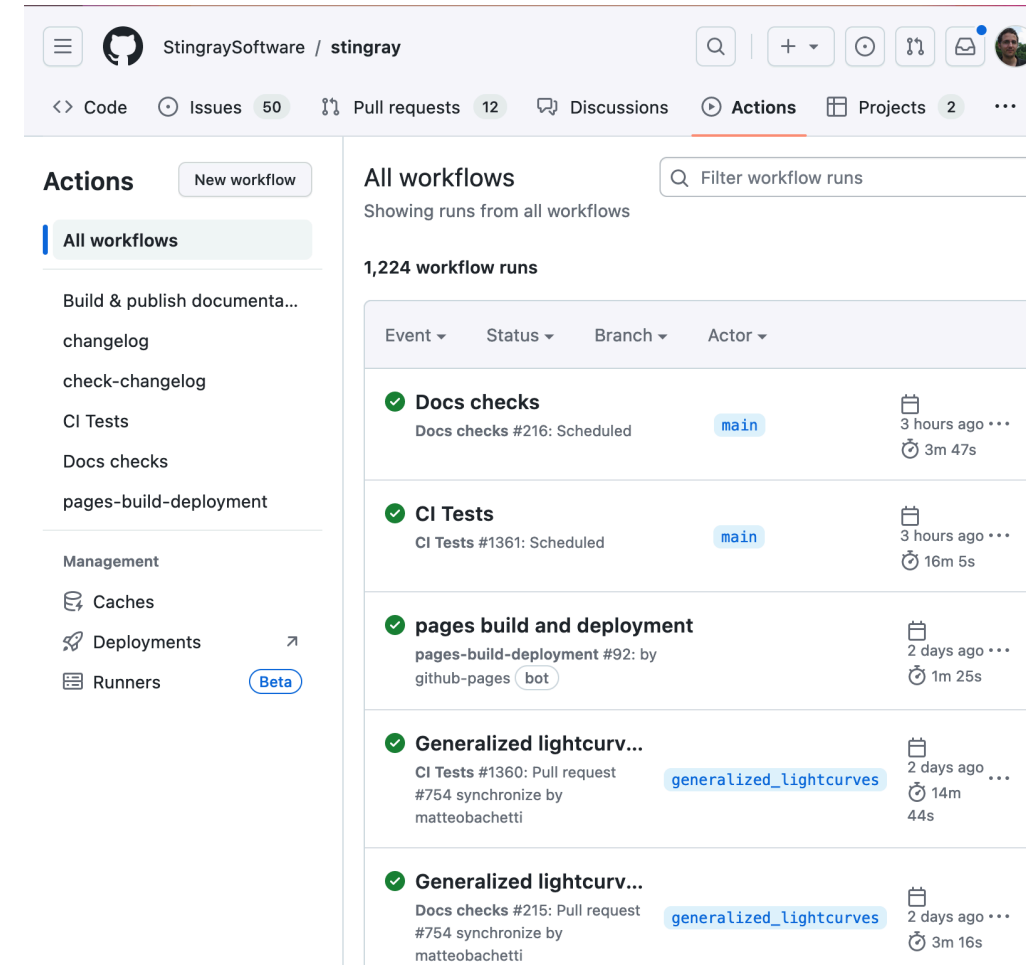 StingraySoftware / stingray
Code Issues 50 Pull requests 12 Discussions Actions Projects 2 ...
Actions New workflow
All workflows
Build & publish documenta...
changelog
check-changelog
CI Tests
Docs checks
pages-build-deployment
Management
Caches
Deployments
Runners Beta
All workflows
Filter workflow runs
Showing runs from all workflows
1,224 workflow runs
Event Status Branch Actor
Docs checks
Docs checks #216: Scheduled
main
3 hours ago ...
3m 47s
CI Tests
CI Tests #1361: Scheduled
main
3 hours ago ...
16m 5s
pages build and deployment
pages-build-deployment #92: by
github-pages bot
2 days ago ...
1m 25s
Generalized lightcurv...
CI Tests #1360: Pull request
#754 synchronize by
matteobachetti
generalized_lightcurves
2 days ago ...
14m
44s
Generalized lightcurv...
Docs checks #215: Pull request
#754 synchronize by
matteobachetti
generalized_lightcurves
2 days ago ...
3m 16s